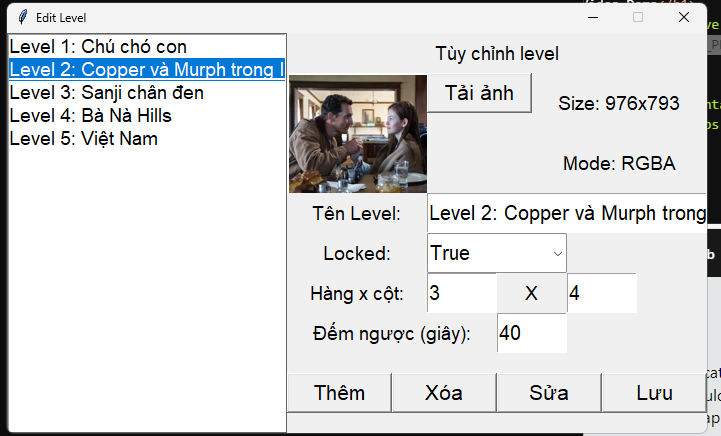 Edit Level
Level 1: Chú chó con
Level 2: Copper và Murph trong
Level 3: Sanji chân đen
Level 4: Bà Nà Hills
Level 5: Việt Nam
Tùy chỉnh level
Tải ảnh
Size: 976x793
Mode: RGBA
Tên Level:
Level 2: Copper và Murph trong
Locked:
True
Hàng x cột:
3
X
4
Đếm ngược (giây):
40
Thêm
Xóa
Sửa
Lưu